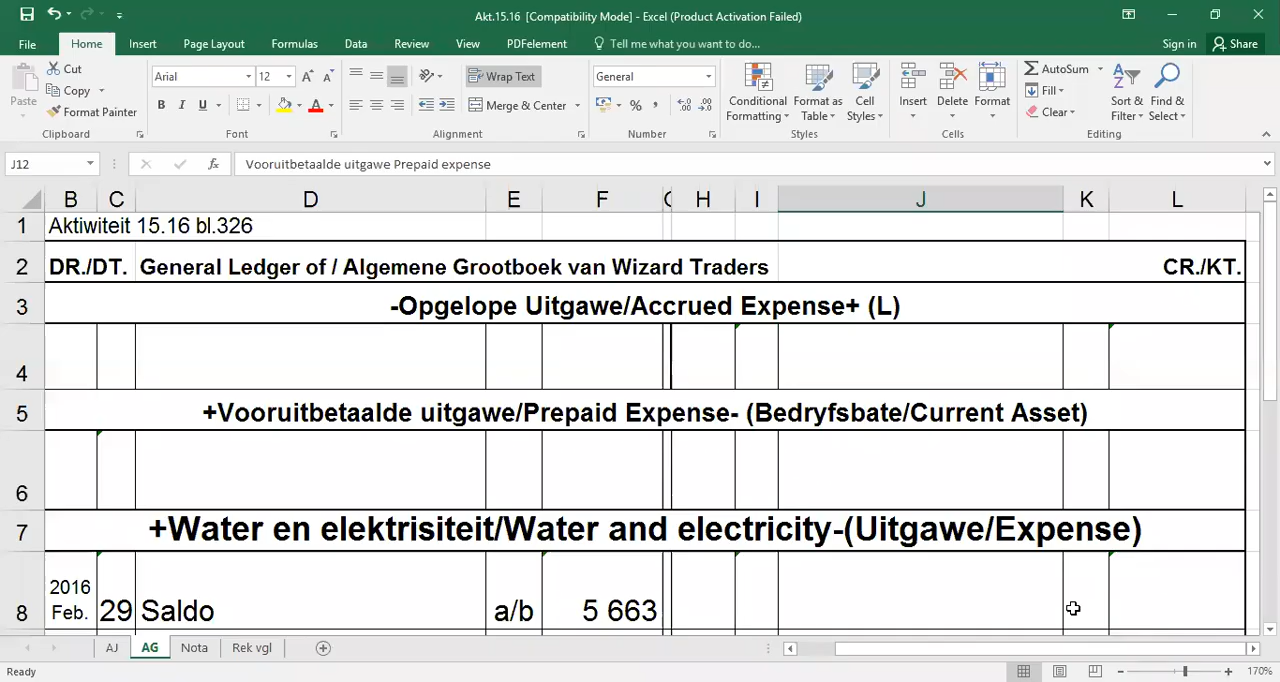 Akt.15.16 [Compatibility Mode] - Excel (Product Activation Failed)
File Home Insert Page Layout Formulas Data Review View PDFelement Tell me what you want to do... Sign in Share
Paste Cut Copy Format Painter
Arial 12 Wrap Text General
B I U Merge & Center % ,
Conditional Formatting Format as Table Cell Styles Insert Delete Format
AutoSum Fill Clear Sort & Filter Find & Select
Clipboard Font Alignment Number Styles Cells Editing
J12 fx Vooruitbetaalde uitgawe Prepaid expense
B C D E F G H I J K L
1 Aktiwiteit 15.16 bl.326
2 DR./DT. General Ledger of / Algemene Grootboek van Wizard Traders CR./KT.
3 -Opgelope Uitgawe/Accrued Expense+ (L)
4
5 +Vooruitbetaalde uitgawe/Prepaid Expense- (Bedryfsbate/Current Asset)
6
7 +Water en elektrisiteit/Water and electricity-(Uitgawe/Expense)
8 2016 Feb. 29 Saldo a/b 5 663
AJ AG Nota Rek vgl
Ready 170%